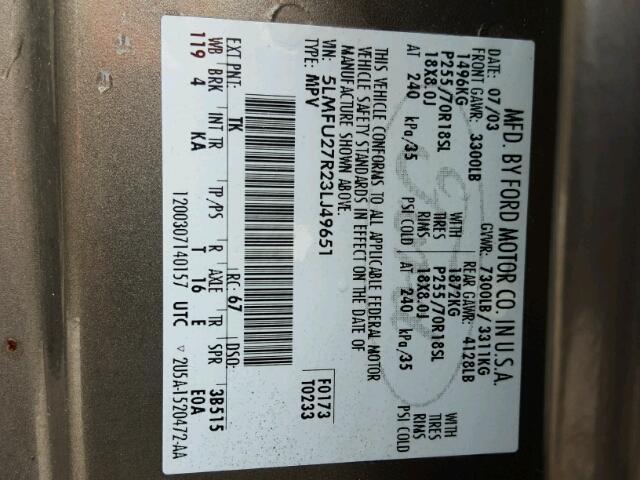 MFD. BY FORD MOTOR CO. IN U.S.A.
DATE: 07/03 GVWR: 7300LB/ 3311KG
FRONT GAWR: 3300LB REAR GAWR: 4128LB
1496KG WITH 1872KG WITH
P255/70R18SL TIRES P255/70R18SL TIRES
18X8.0J RIMS 18X8.0J RIMS
AT 240 kPa/35 PSI COLD AT 240 kPa/35 PSI COLD
THIS VEHICLE CONFORMS TO ALL APPLICABLE FEDERAL MOTOR
VEHICLE SAFETY STANDARDS IN EFFECT ON THE DATE OF
MANUFACTURE SHOWN ABOVE.
VIN: 5LMFU27R23LJ49651 F0173
TYPE: MPV T0233
EXT PNT: TK RC: 67 DSO: 3B515
WB BRK INT TR TP/PS R AXLE TR SPR E0A
119 4 KA T 16 E
1200307140157 UTC ▽ 2U5A-1520472-AA